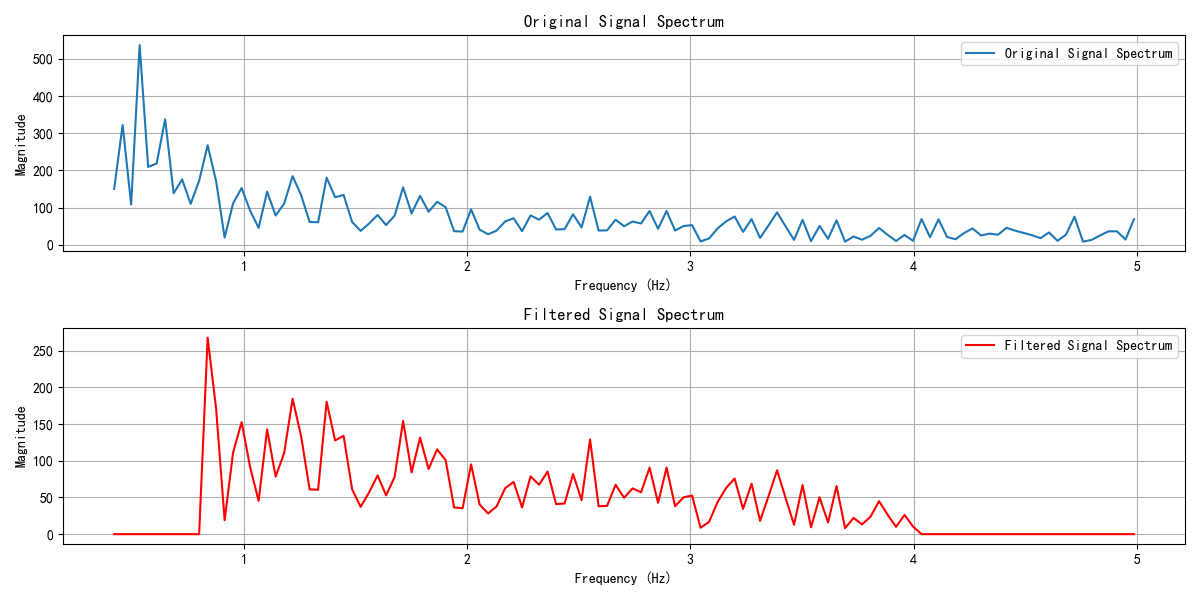 Original Signal Spectrum
Original Signal Spectrum
Magnitude
500
400
300
200
100
0
1 2 3 4 5
Frequency (Hz)
Filtered Signal Spectrum
Filtered Signal Spectrum
Magnitude
250
200
150
100
50
0
1 2 3 4 5
Frequency (Hz)